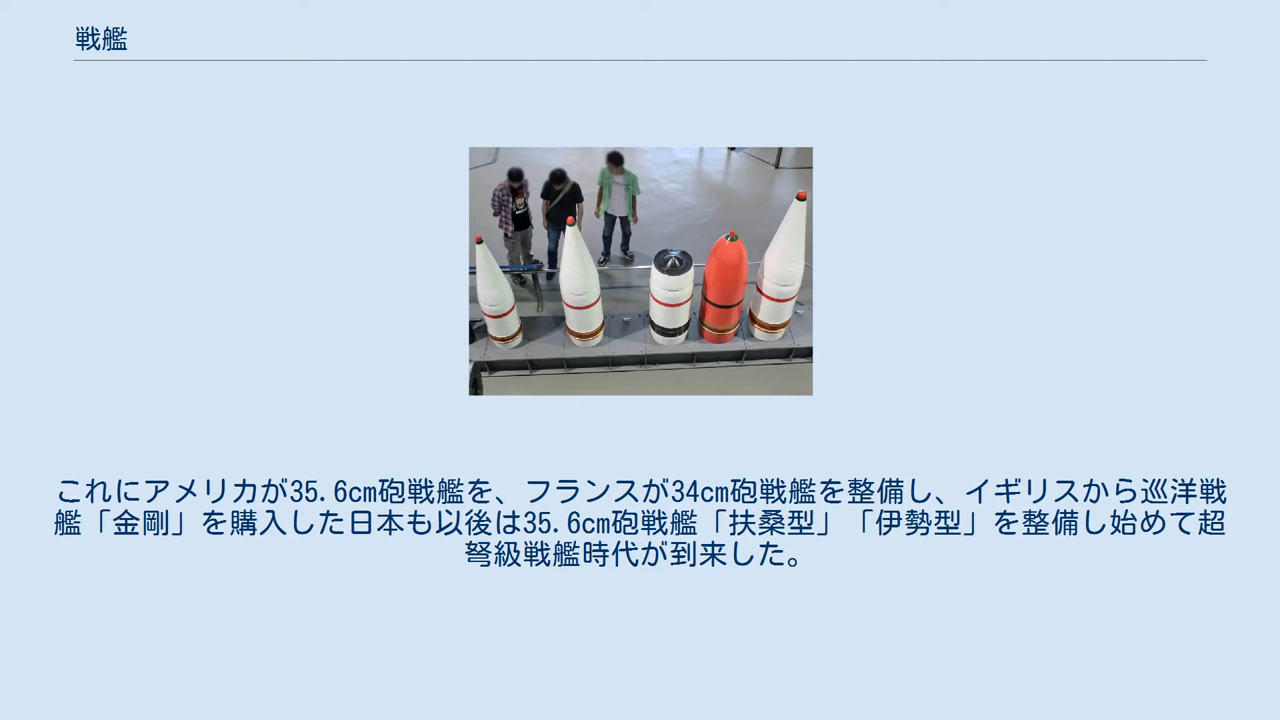 戦艦
これにアメリカが35.6cm砲戦艦を、フランスが34cm砲戦艦を整備し、イギリスから巡洋戦
艦「金剛」を購入した日本も以後は35.6cm砲戦艦「扶桑型」「伊勢型」を整備し始めて超
弩級戦艦時代が到来した。